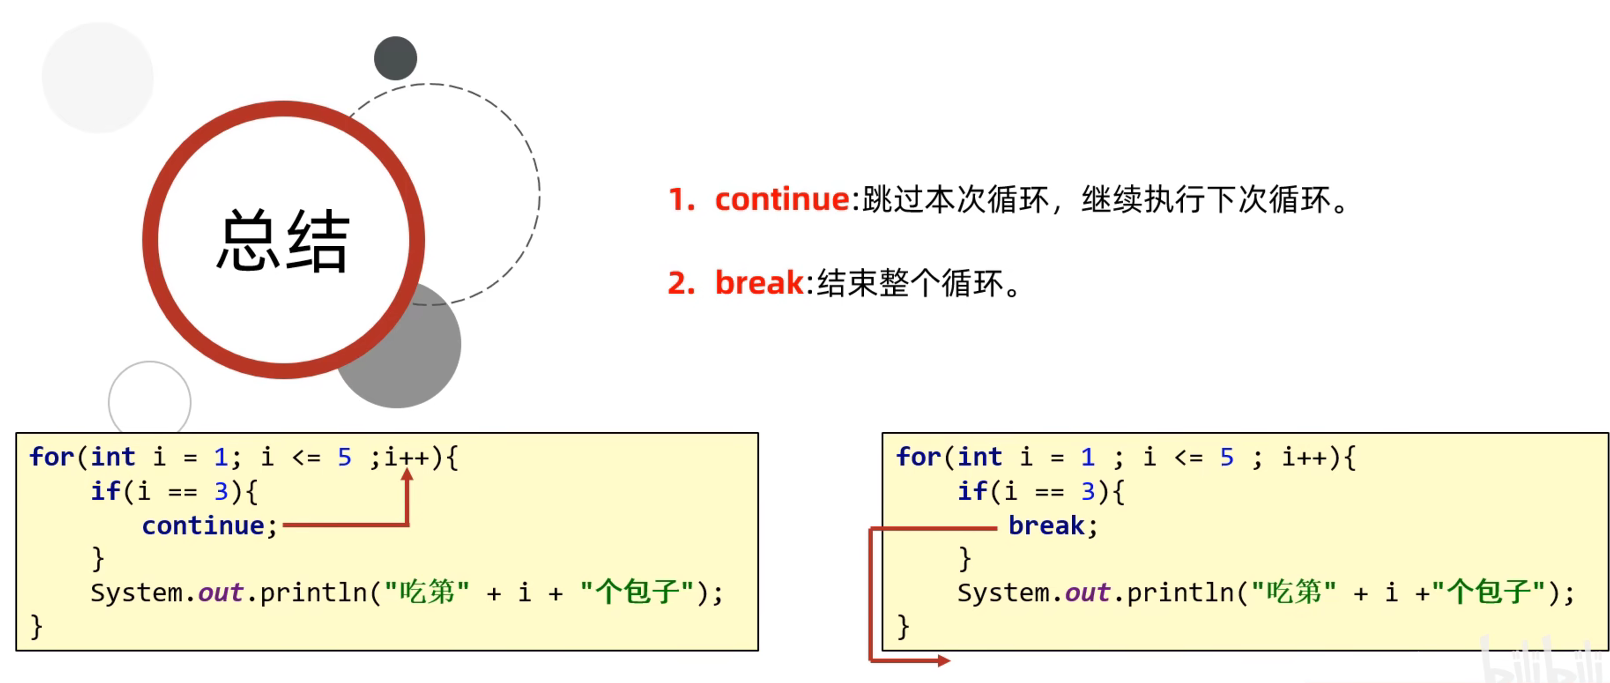 总结
1. continue:跳过本次循环，继续执行下次循环。
2. break:结束整个循环。
for(int i = 1; i <= 5 ;i++){
if(i == 3){
continue;
}
System.out.println("吃第" + i + "个包子");
}
for(int i = 1 ; i <= 5 ; i++){
if(i == 3){
break;
}
System.out.println("吃第" + i +"个包子");
}
bilibili